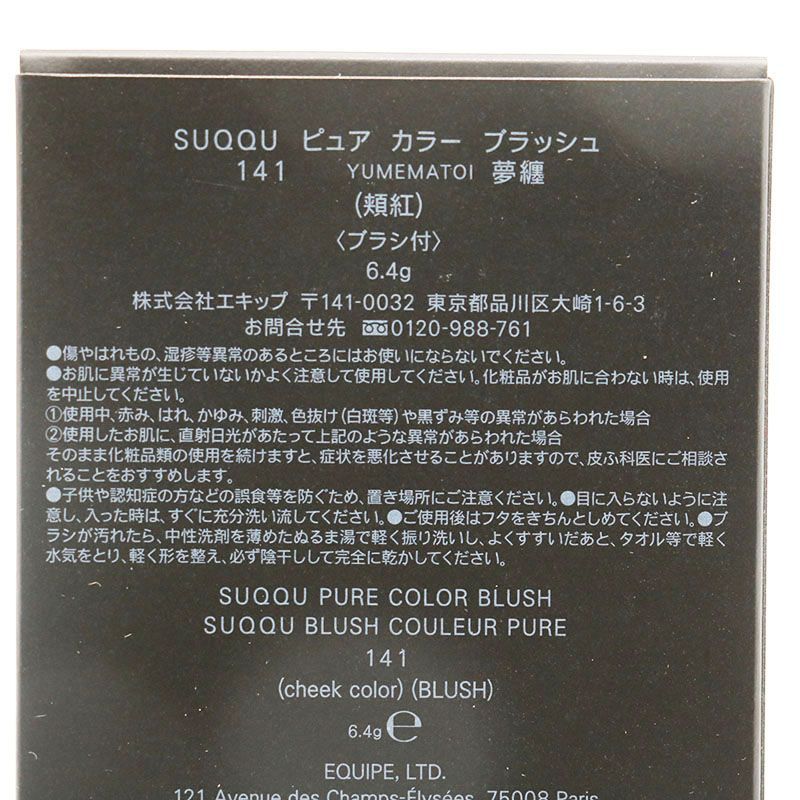 SUQQU ピュア カラー ブラッシュ
141 YUMEMATOI 夢纏
(頬紅)
〈ブラシ付〉
6.4g
株式会社エキップ 〒141-0032 東京都品川区大崎1-6-3
お問合せ先 0120-988-761
●傷やはれもの、湿疹等異常のあるところにはお使いにならないでください。
●お肌に異常が生じていないかよく注意して使用してください。化粧品がお肌に合わない時は、使用
を中止してください。
①使用中、赤み、はれ、かゆみ、刺激、色抜け(白斑等)や黒ずみ等の異常があらわれた場合
②使用したお肌に、直射日光があたって上記のような異常があらわれた場合
そのまま化粧品類の使用を続けますと、症状を悪化させることがありますので、皮ふ科医にご相談さ
れることをおすすめします。
●子供や認知症の方などの誤食等を防ぐため、置き場所にご注意ください。●目に入らないように注
意し、入った時は、すぐに充分洗い流してください。●ご使用後はフタをきちんとしめてください。●ブ
ラシが汚れたら、中性洗剤を薄めたぬるま湯で軽く振り洗いし、よくすすいだあと、タオル等で軽く
水気をとり、軽く形を整え、必ず陰干しして完全に乾かしてください。
SUQQU PURE COLOR BLUSH
SUQQU BLUSH COULEUR PURE
141
(cheek color) (BLUSH)
6.4g ℮
EQUIPE, LTD.
121 Avenue des Champs-Élysées, 75008 Paris